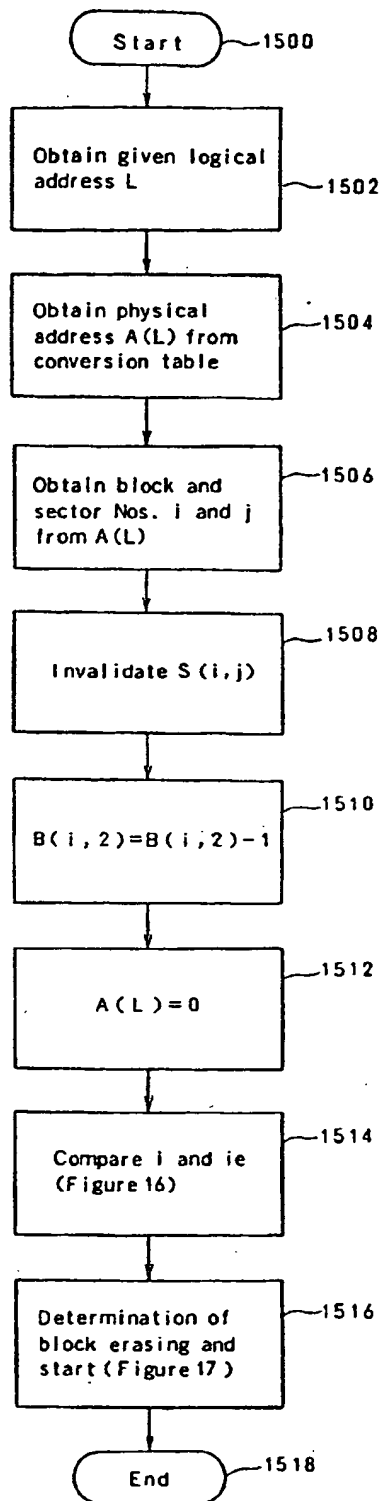 Start
1500
Obtain given logical
address L
1502
Obtain physical
address A(L) from
conversion table
1504
Obtain block and
sector Nos. i and j
from A(L)
1506
Invalidate S(i,j)
1508
B(i,2)=B(i,2)-1
1510
A(L)=0
1512
Compare i and ie
(Figure 16)
1514
Determination of
block erasing and
start (Figure 17)
1516
End
1518